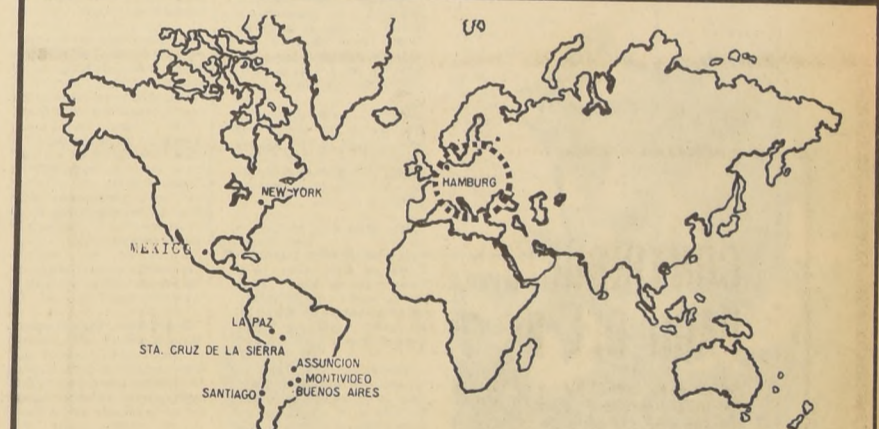 NEW YORK
HAMBURG
MEXICO
LA PAZ
STA. CRUZ DE LA SIERRA
ASSUNCION
MONTIVIDEO
SANTIAGO
BUENOS AIRES